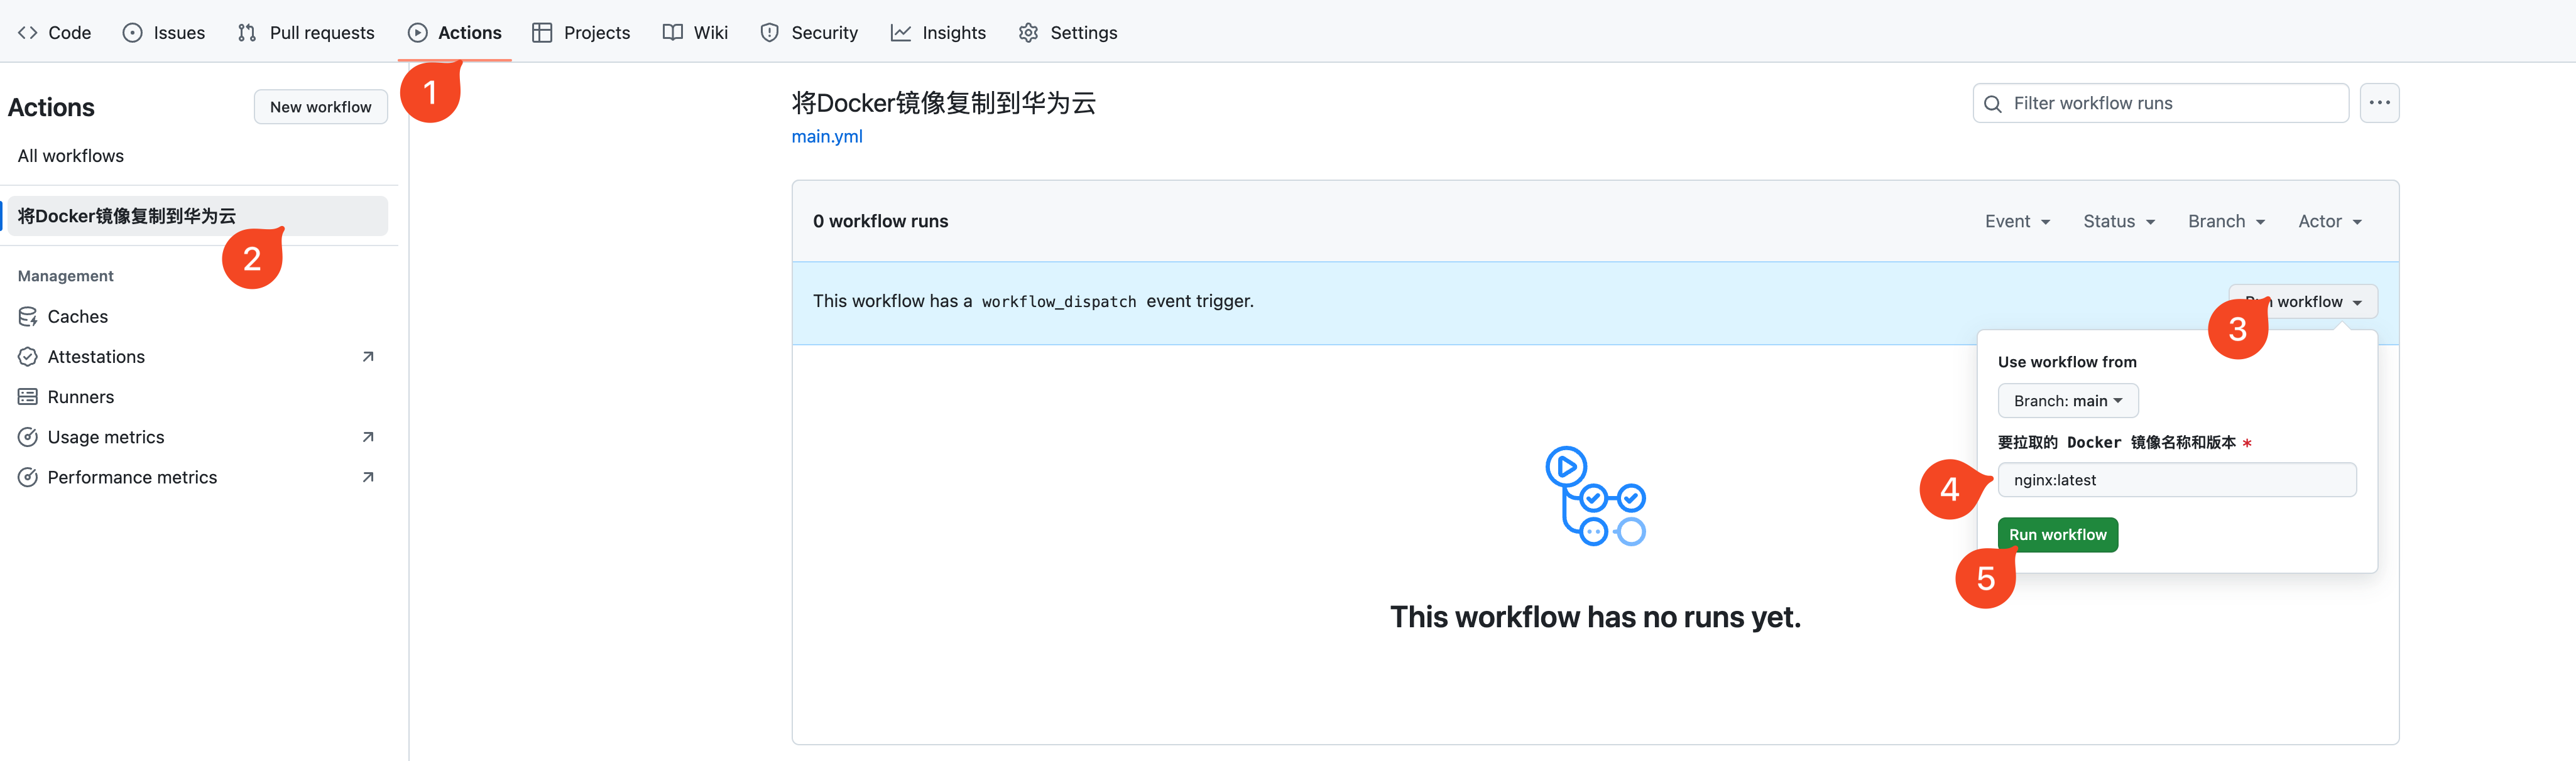 Code Issues Pull requests Actions Projects Wiki Security Insights Settings
1
Actions New workflow
All workflows
将Docker镜像复制到华为云
2
Management
Caches
Attestations
Runners
Usage metrics
Performance metrics
将Docker镜像复制到华为云
main.yml
Filter workflow runs
0 workflow runs Event Status Branch Actor
This workflow has a workflow_dispatch event trigger.
workflow
3
Use workflow from
Branch: main
要拉取的 Docker 镜像名称和版本 *
4
nginx:latest
Run workflow
5
This workflow has no runs yet.